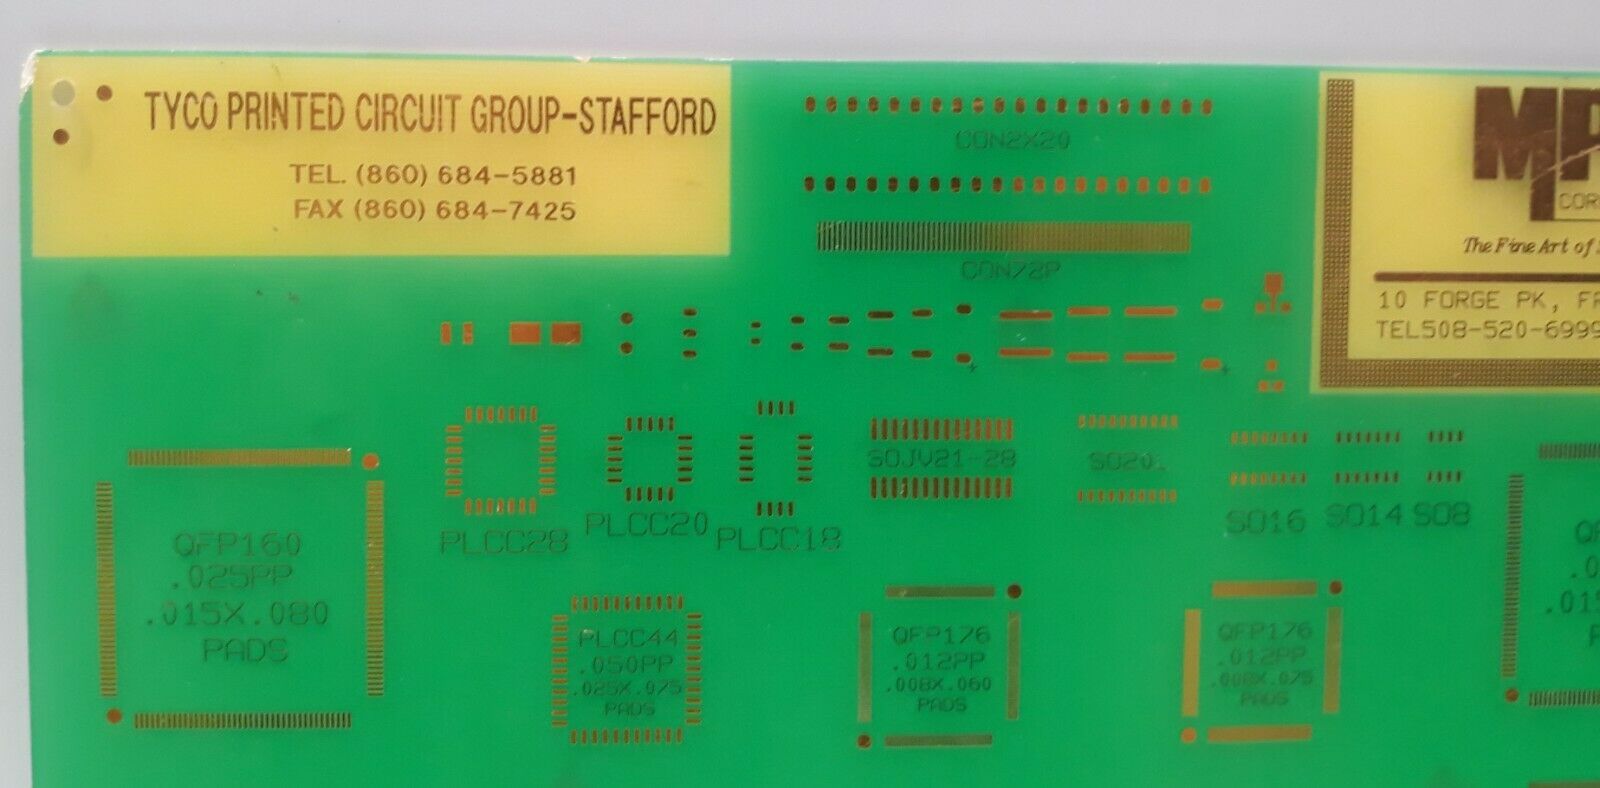 TYCO PRINTED CIRCUIT GROUP-STAFFORD
TEL. (860) 684-5881
FAX (860) 684-7425
CON2X20
CON72P
The Fine Art of
10 FORGE PK,
TEL508-520-6999
PLCC28
PLCC20
PLCC18
SOJV21-28
SO20L
SO16
SO14
SO8
QFP160
.025PP
.015X.080
PADS
PLCC44
.050PP
.025X.075
PADS
QFP176
.012PP
.008X.060
PADS
QFP176
.012PP
.008X.075
PADS